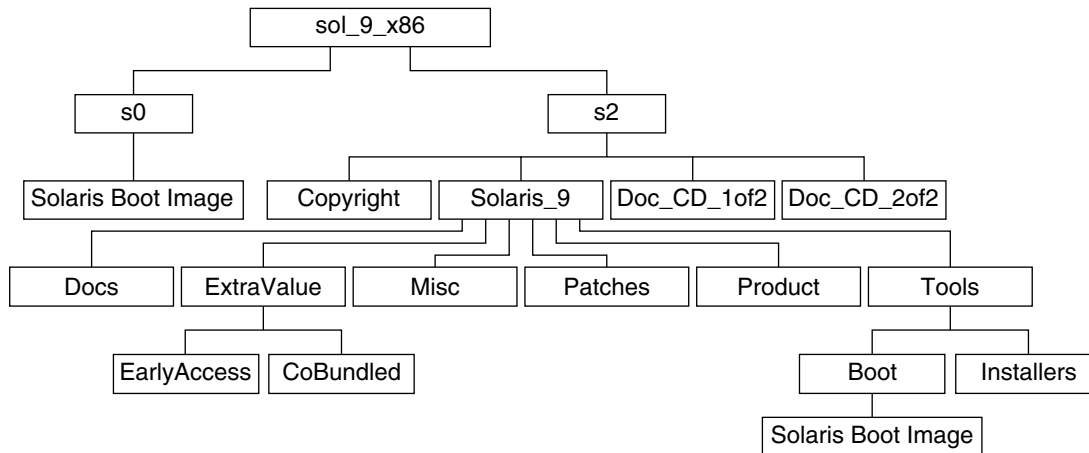 sol_9_x86
s0
s2
Solaris Boot Image
Copyright
Solaris_9
Doc_CD_1of2
Doc_CD_2of2
Docs
ExtraValue
Misc
Patches
Product
Tools
EarlyAccess
CoBundled
Boot
Installers
Solaris Boot Image